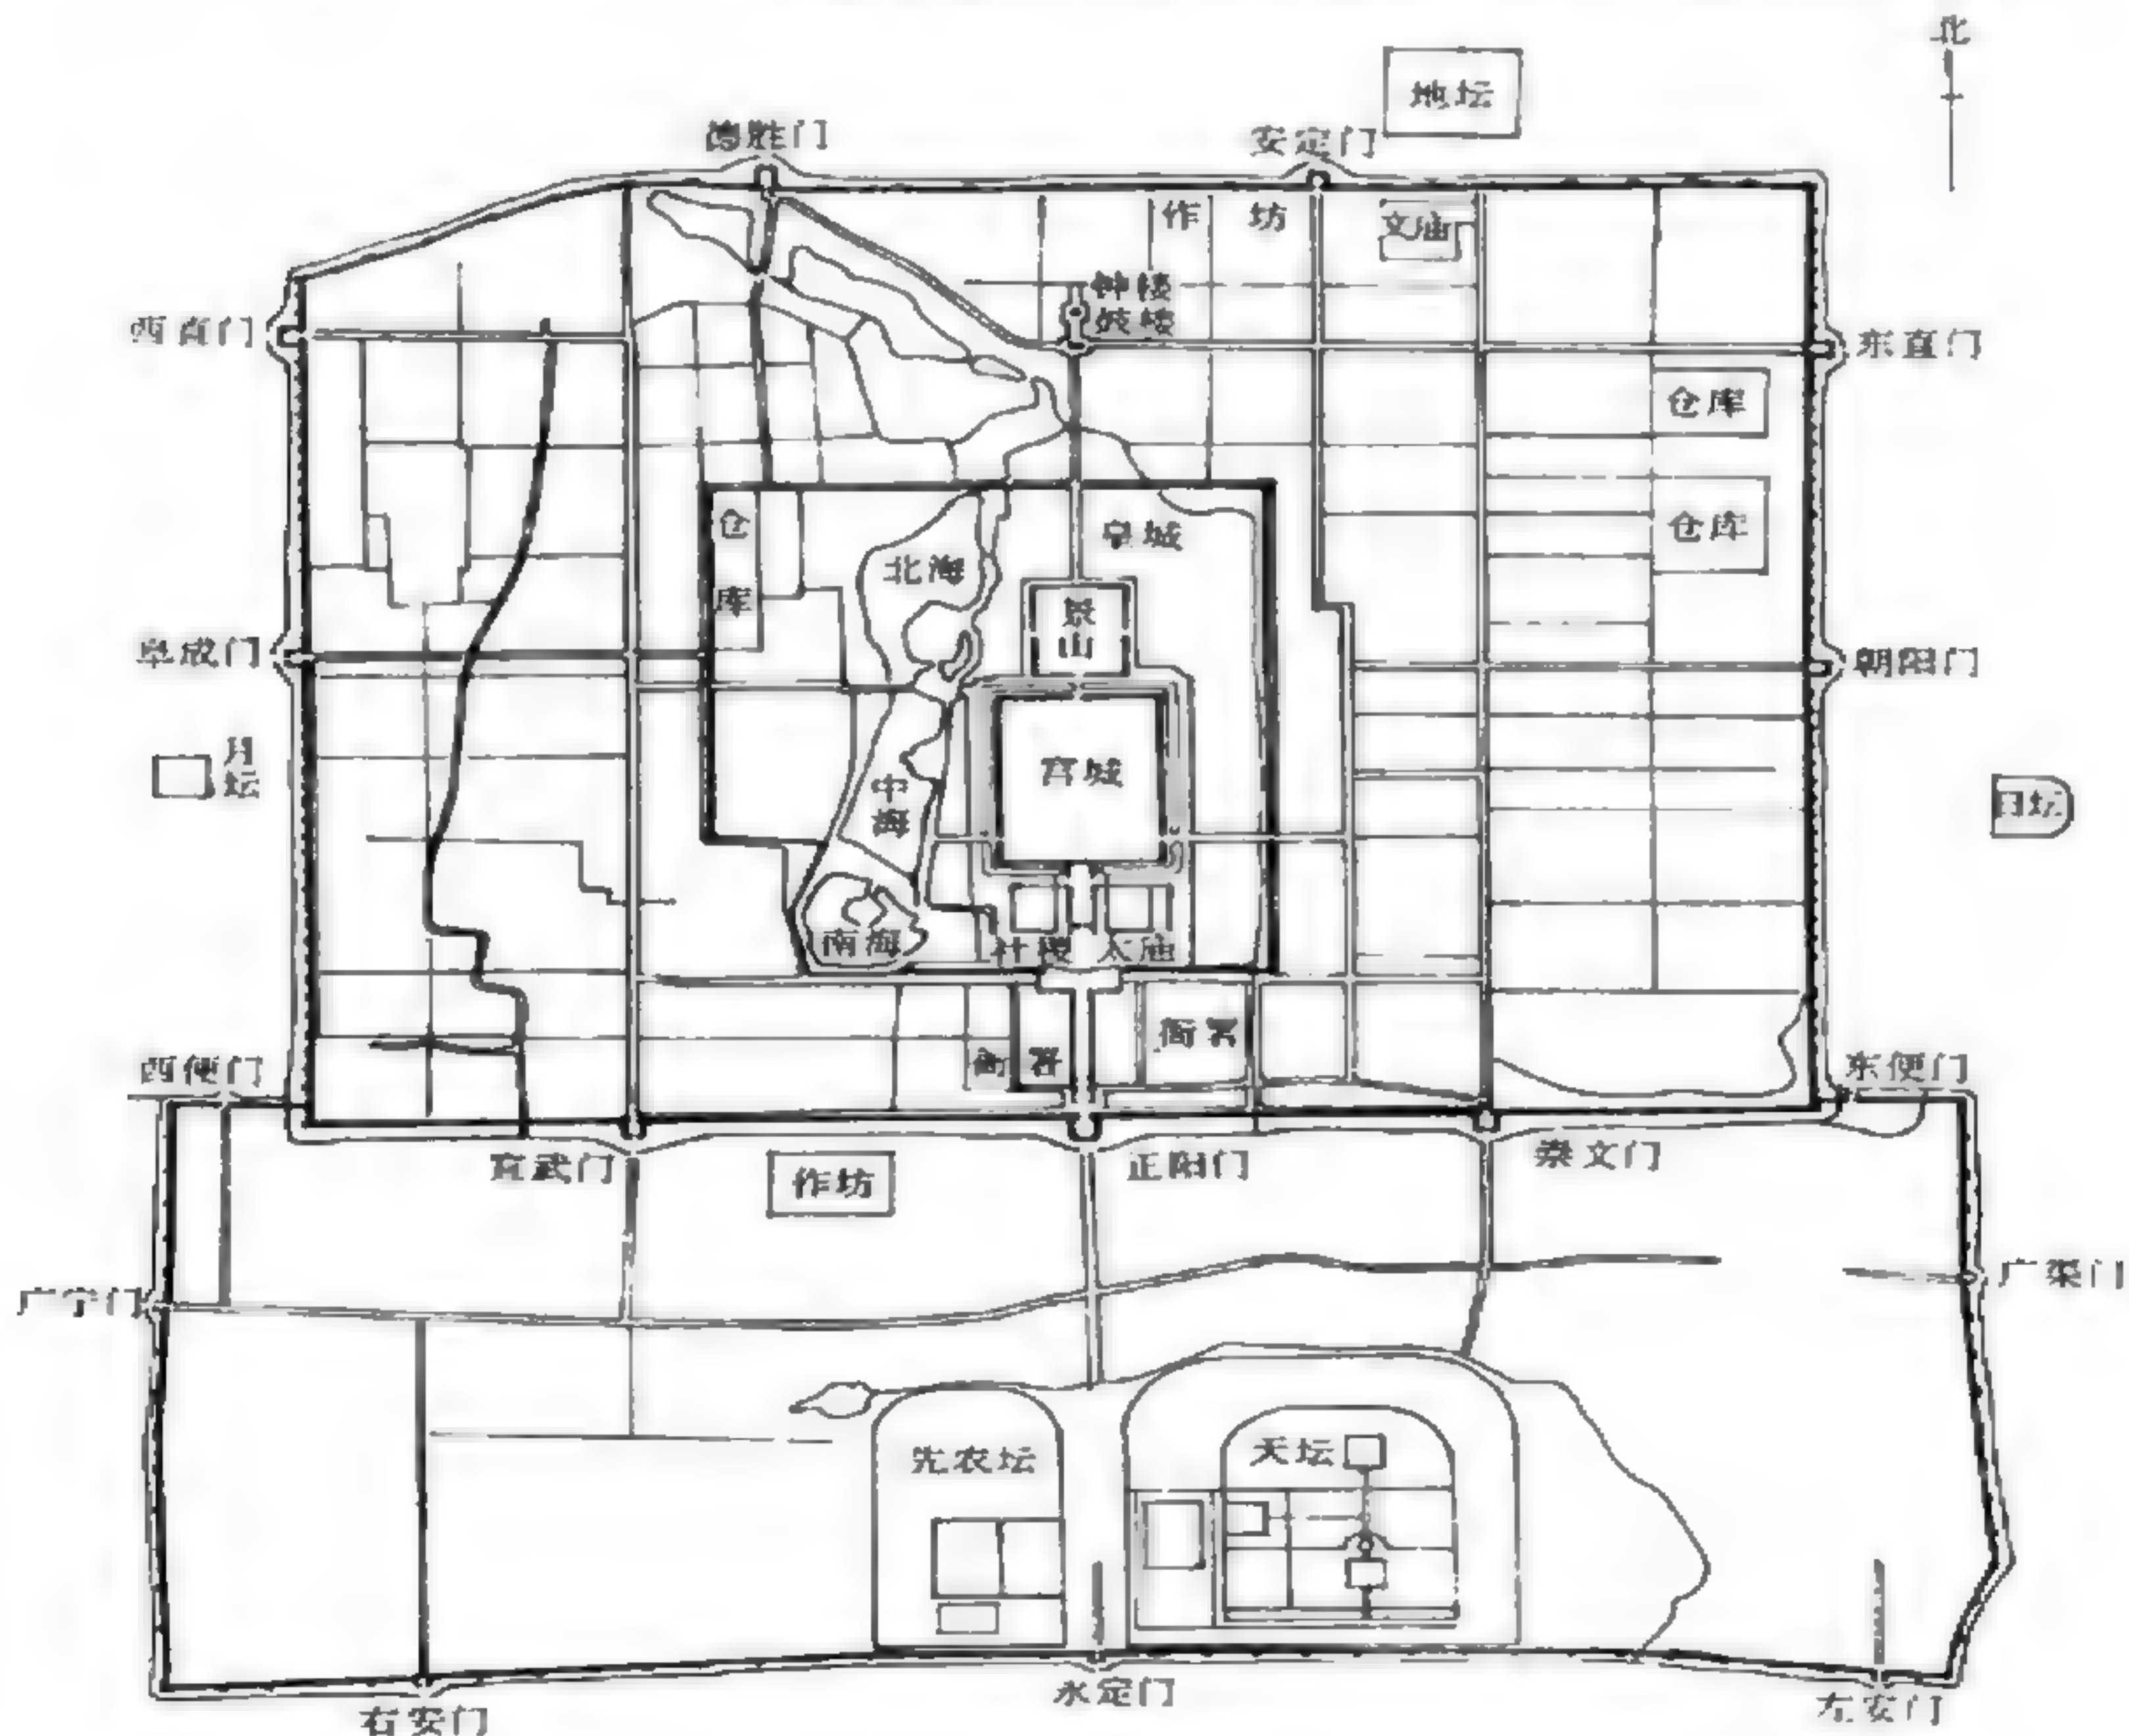 北
地坛
德胜门
安定门
作坊
文庙
钟楼
鼓楼
西直门
东直门
仓库
仓库
仓库
皇城
北海
景山
阜成门
朝阳门
月坛
宫城
中海
日坛
南海
社稷
太庙
衙署
衙署
西便门
东便门
宣武门
作坊
正阳门
崇文门
广宁门
广渠门
先农坛
天坛
永定门
右安门
左安门